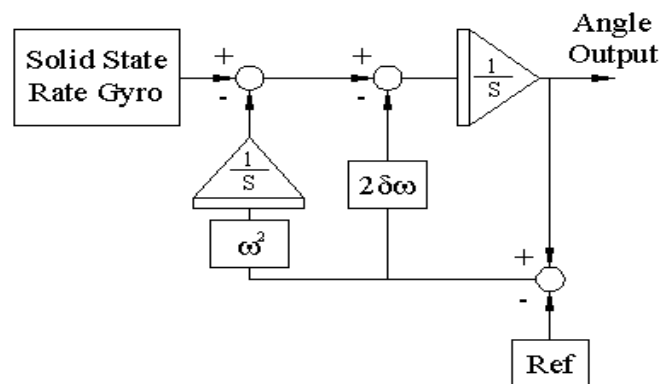 Solid State
Rate Gyro
+
-
+
-
1
S
Angle
Output
1
S
2δω
ω²
+
-
Ref